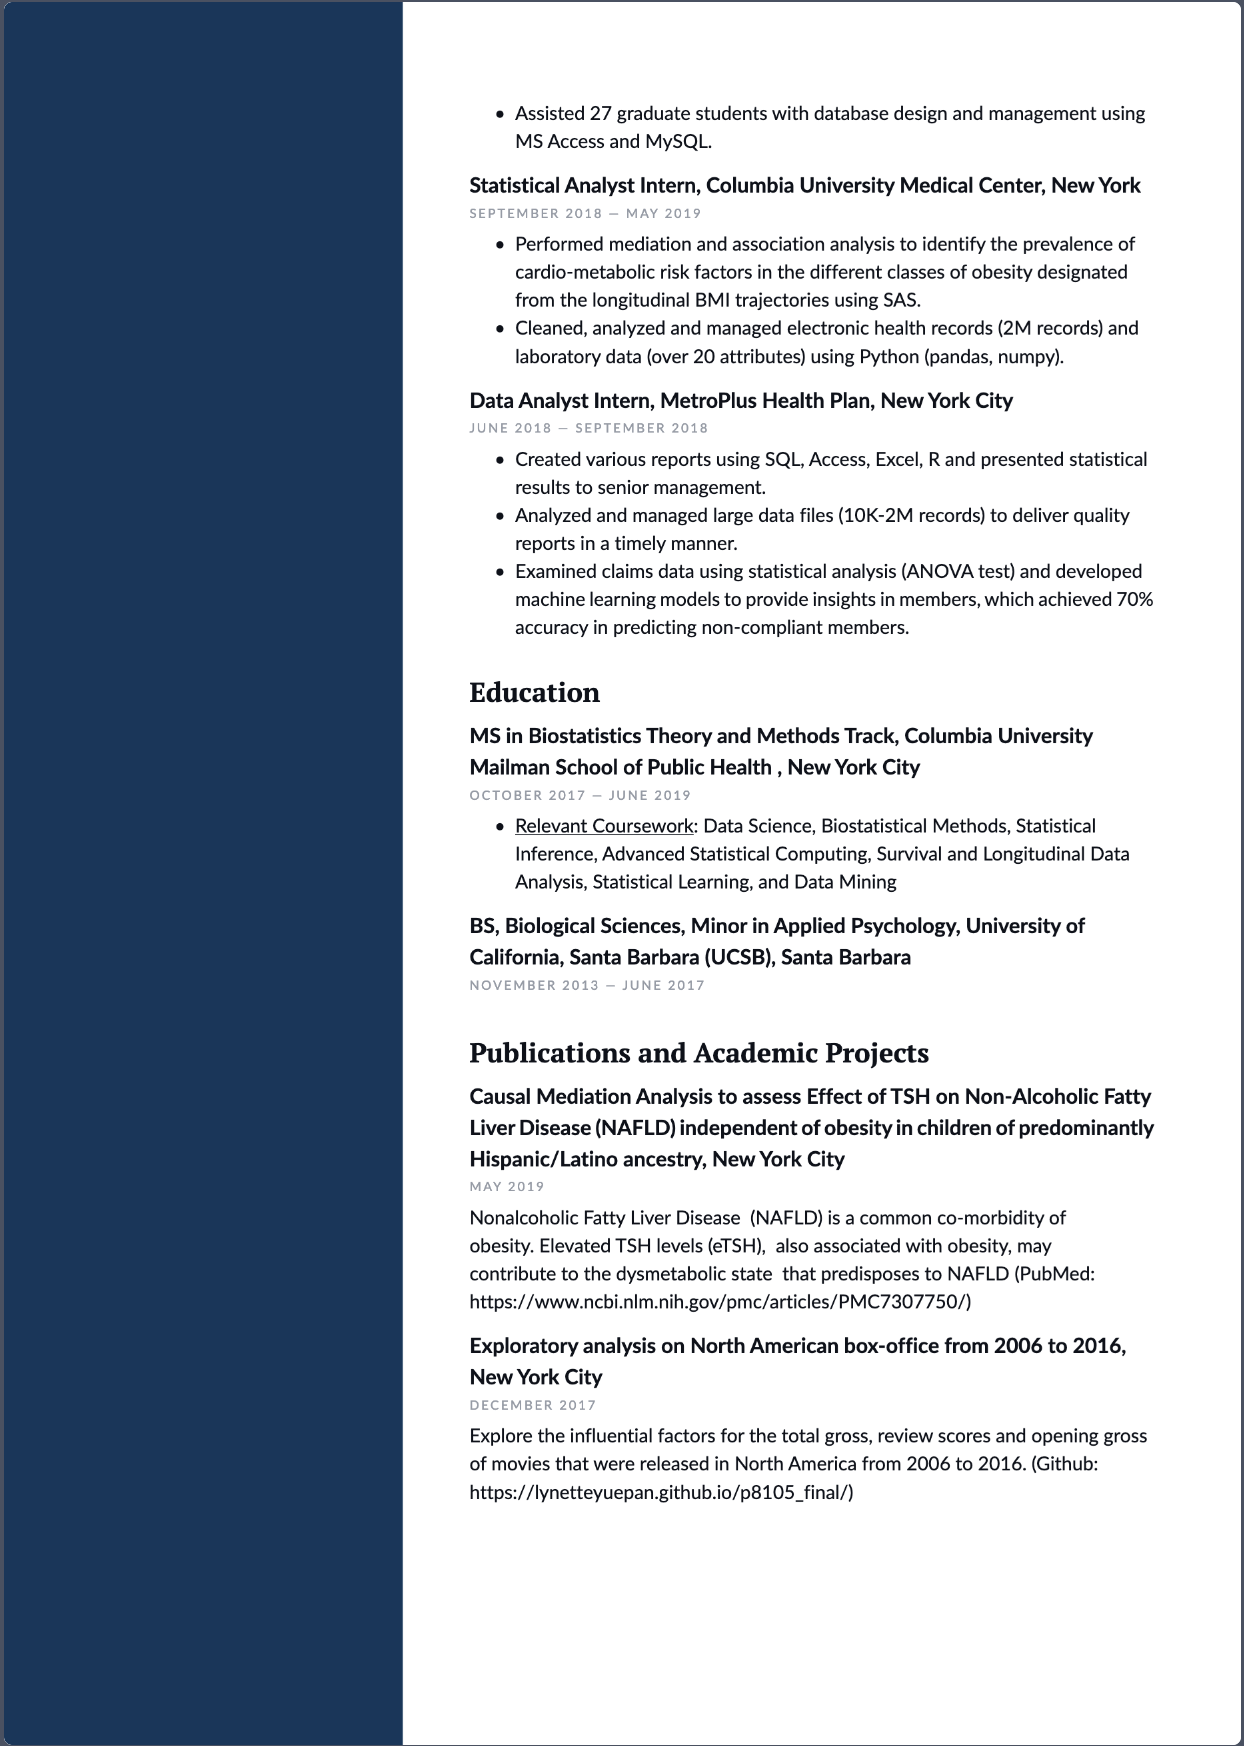 • Assisted 27 graduate students with database design and management using
MS Access and MySQL.
Statistical Analyst Intern, Columbia University Medical Center, New York
SEPTEMBER 2018 — MAY 2019
• Performed mediation and association analysis to identify the prevalence of
cardio-metabolic risk factors in the different classes of obesity designated
from the longitudinal BMI trajectories using SAS.
• Cleaned, analyzed and managed electronic health records (2M records) and
laboratory data (over 20 attributes) using Python (pandas, numpy).
Data Analyst Intern, MetroPlus Health Plan, New York City
JUNE 2018 — SEPTEMBER 2018
• Created various reports using SQL, Access, Excel, R and presented statistical
results to senior management.
• Analyzed and managed large data files (10K-2M records) to deliver quality
reports in a timely manner.
• Examined claims data using statistical analysis (ANOVA test) and developed
machine learning models to provide insights in members, which achieved 70%
accuracy in predicting non-compliant members.
Education
MS in Biostatistics Theory and Methods Track, Columbia University
Mailman School of Public Health , New York City
OCTOBER 2017 — JUNE 2019
• Relevant Coursework: Data Science, Biostatistical Methods, Statistical
Inference, Advanced Statistical Computing, Survival and Longitudinal Data
Analysis, Statistical Learning, and Data Mining
BS, Biological Sciences, Minor in Applied Psychology, University of
California, Santa Barbara (UCSB), Santa Barbara
NOVEMBER 2013 — JUNE 2017
Publications and Academic Projects
Causal Mediation Analysis to assess Effect of TSH on Non-Alcoholic Fatty
Liver Disease (NAFLD) independent of obesity in children of predominantly
Hispanic/Latino ancestry, New York City
MAY 2019
Nonalcoholic Fatty Liver Disease  (NAFLD) is a common co-morbidity of
obesity. Elevated TSH levels (eTSH),  also associated with obesity, may
contribute to the dysmetabolic state  that predisposes to NAFLD (PubMed:
https://www.ncbi.nlm.nih.gov/pmc/articles/PMC7307750/)
Exploratory analysis on North American box-office from 2006 to 2016,
New York City
DECEMBER 2017
Explore the influential factors for the total gross, review scores and opening gross
of movies that were released in North America from 2006 to 2016. (Github:
https://lynetteyuepan.github.io/p8105_final/)